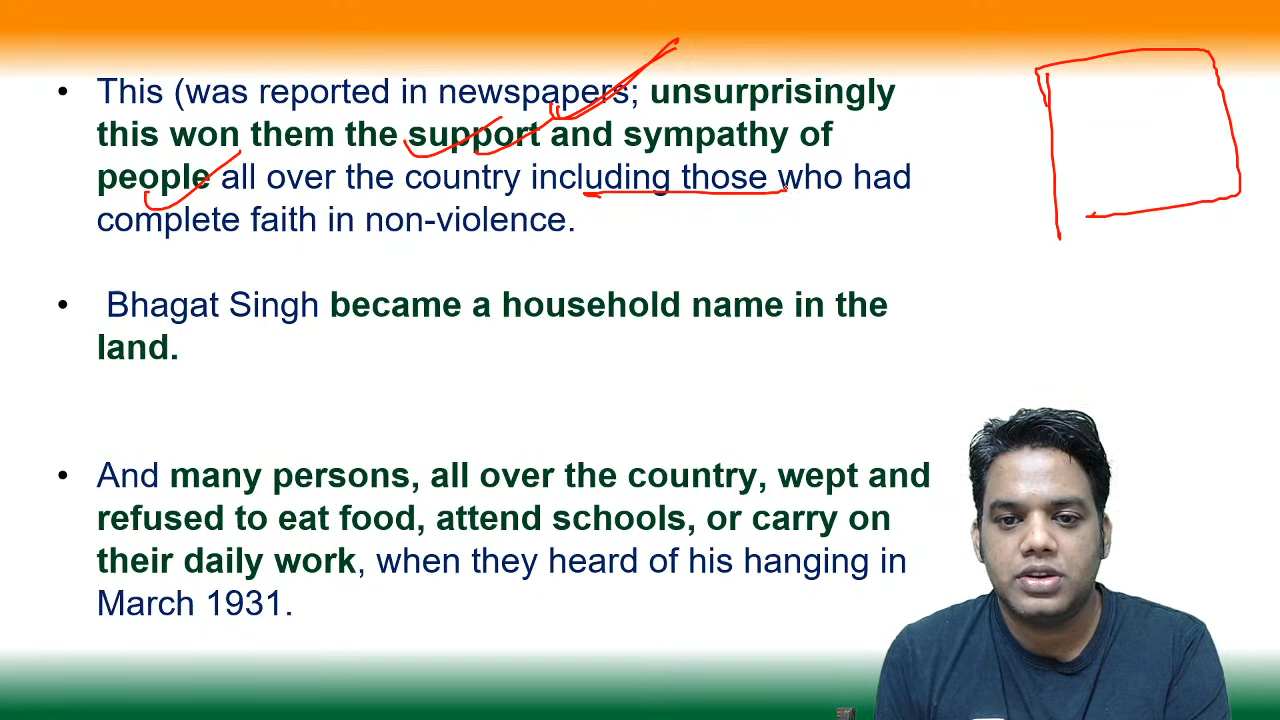 • This (was reported in newspapers; unsurprisingly
this won them the support and sympathy of
people all over the country including those who had
complete faith in non-violence.
• Bhagat Singh became a household name in the
land.
• And many persons, all over the country, wept and
refused to eat food, attend schools, or carry on
their daily work, when they heard of his hanging in
March 1931.